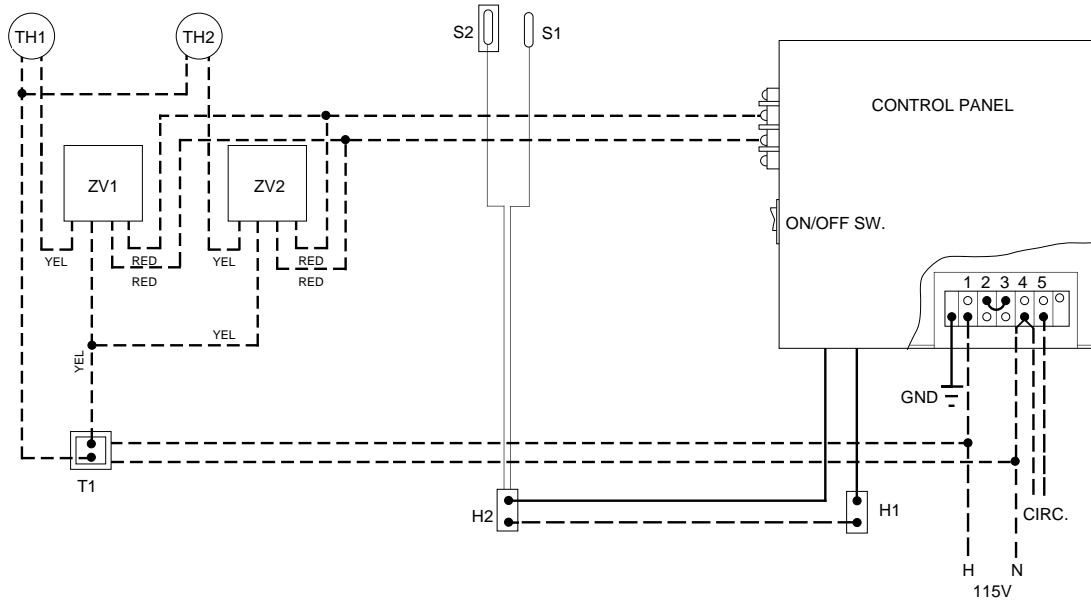 TH1
TH2
S2
S1
CONTROL PANEL
ZV1
ZV2
ON/OFF SW.
YEL
RED
YEL
RED
RED
RED
1 2 3 4 5
YEL
YEL
GND
T1
H2
H1
CIRC.
H N
115V